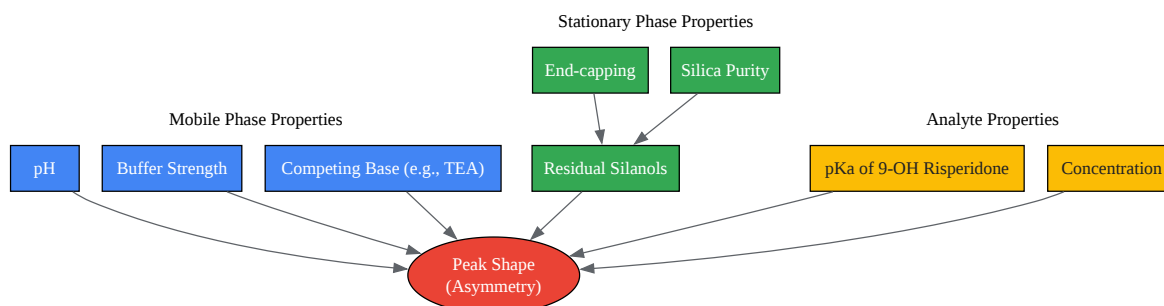 Stationary Phase Properties
End-capping
Silica Purity
Mobile Phase Properties
Analyte Properties
pH
Buffer Strength
Competing Base (e.g., TEA)
Residual Silanols
pKa of 9-OH Risperidone
Concentration
Peak Shape
(Asymmetry)